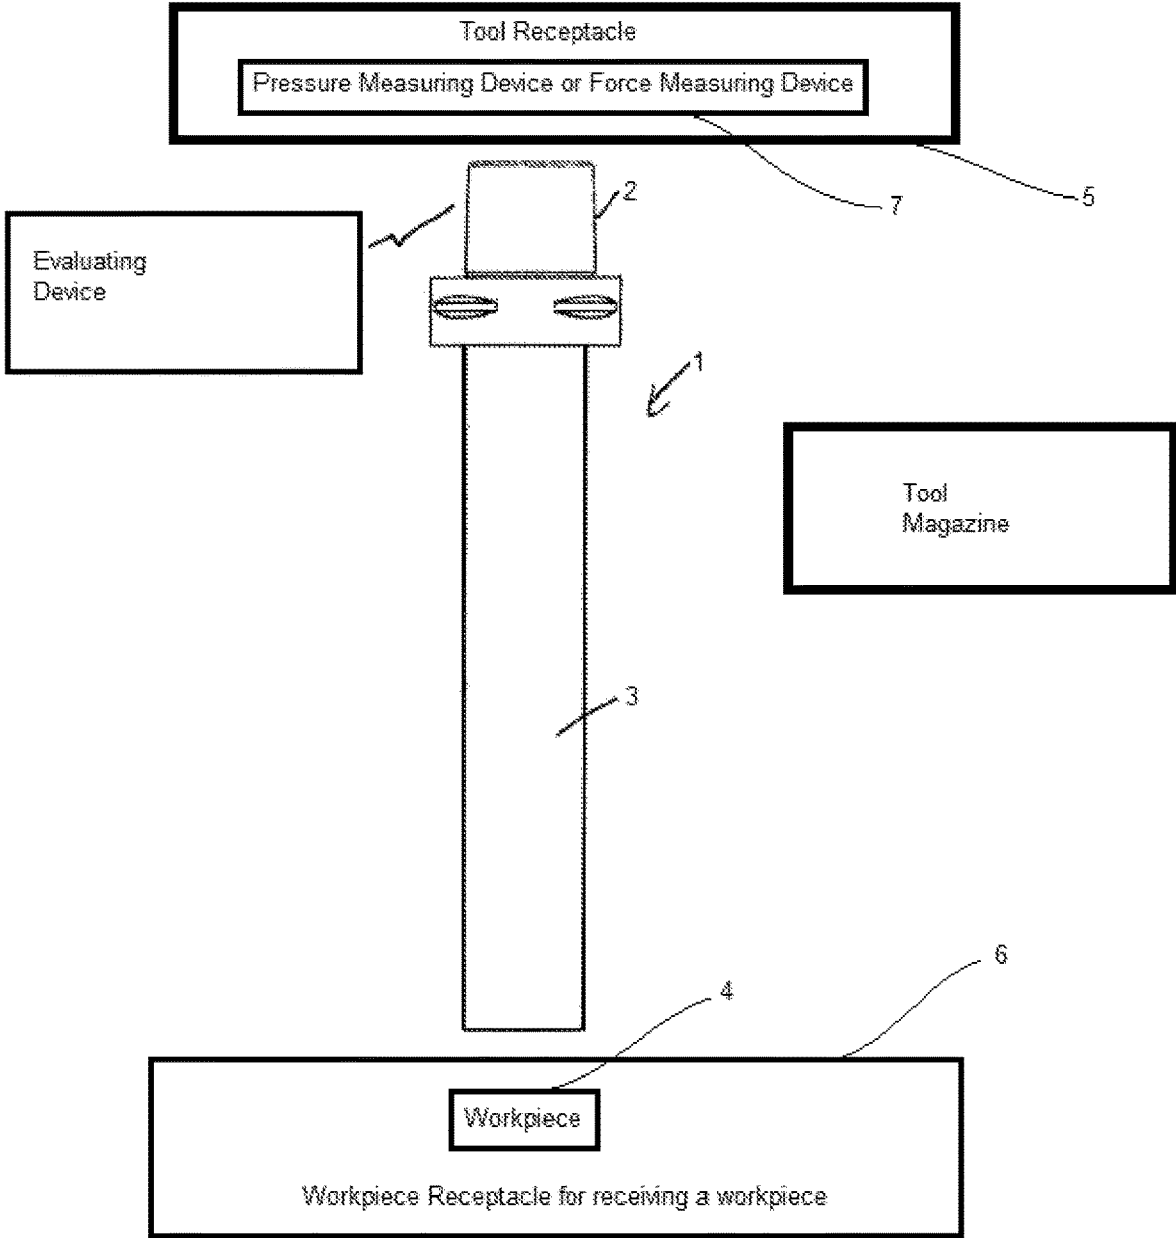 Tool Receptacle
Pressure Measuring Device or Force Measuring Device
2
7
5
Evaluating
Device
1
Tool
Magazine
3
6
4
Workpiece
Workpiece Receptacle for receiving a workpiece